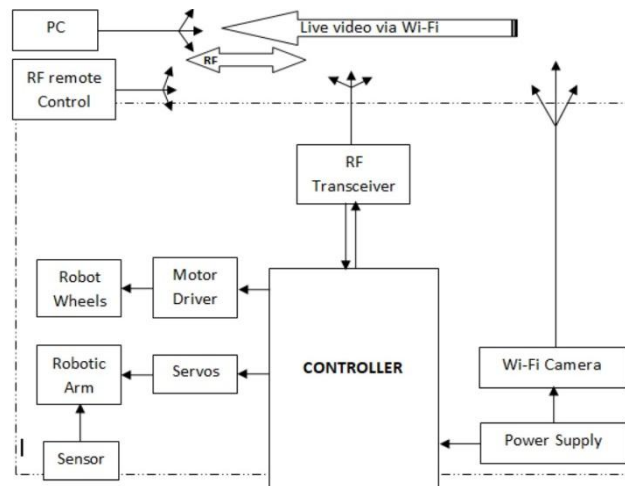 PC
Live video via Wi-Fi
RF
RF remote
Control
RF
Transceiver
Robot
Wheels
Motor
Driver
Robotic
Arm
Servos
CONTROLLER
Wi-Fi Camera
Power Supply
Sensor